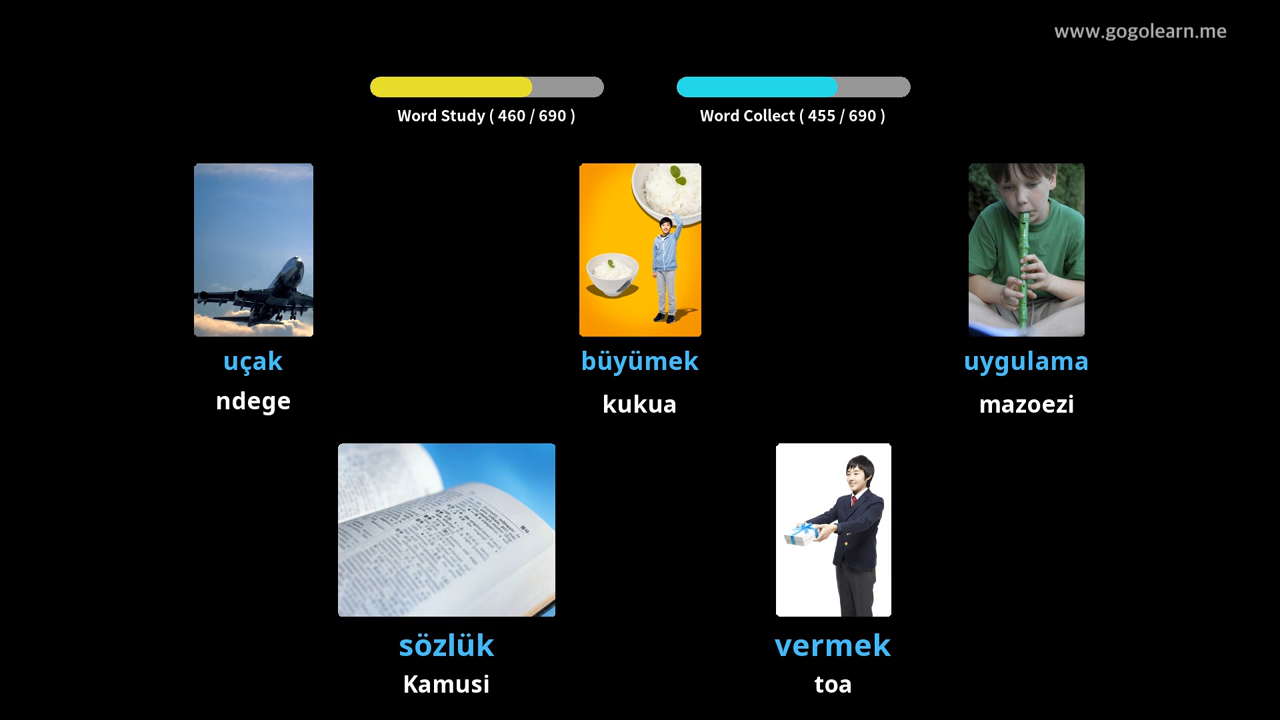 www.gogolearn.me
Word Study ( 460 / 690 )
Word Collect ( 455 / 690 )
uçak
büyümek
uygulama
ndege
kukua
mazoezi
sözlük
vermek
Kamusi
toa